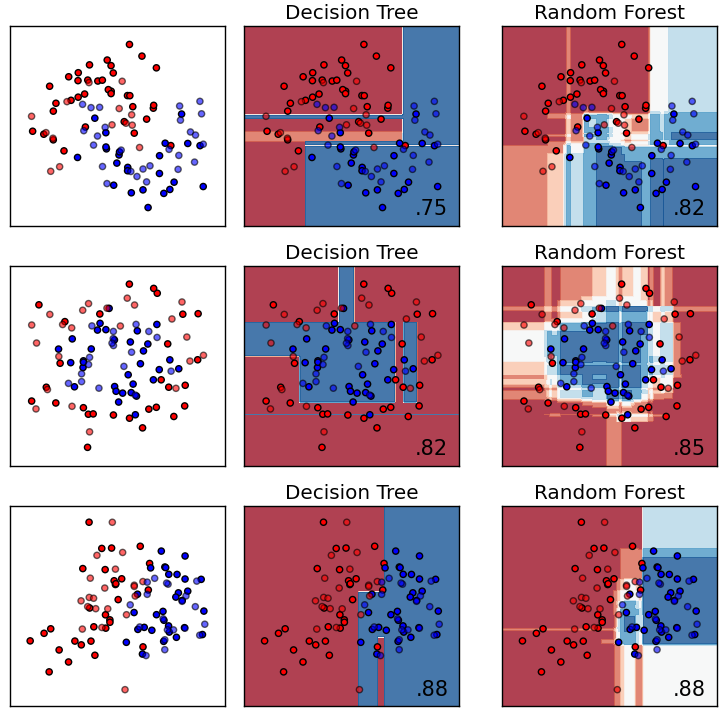 Decision Tree
Random Forest
.75
.82
Decision Tree
Random Forest
.82
.85
Decision Tree
Random Forest
.88
.88